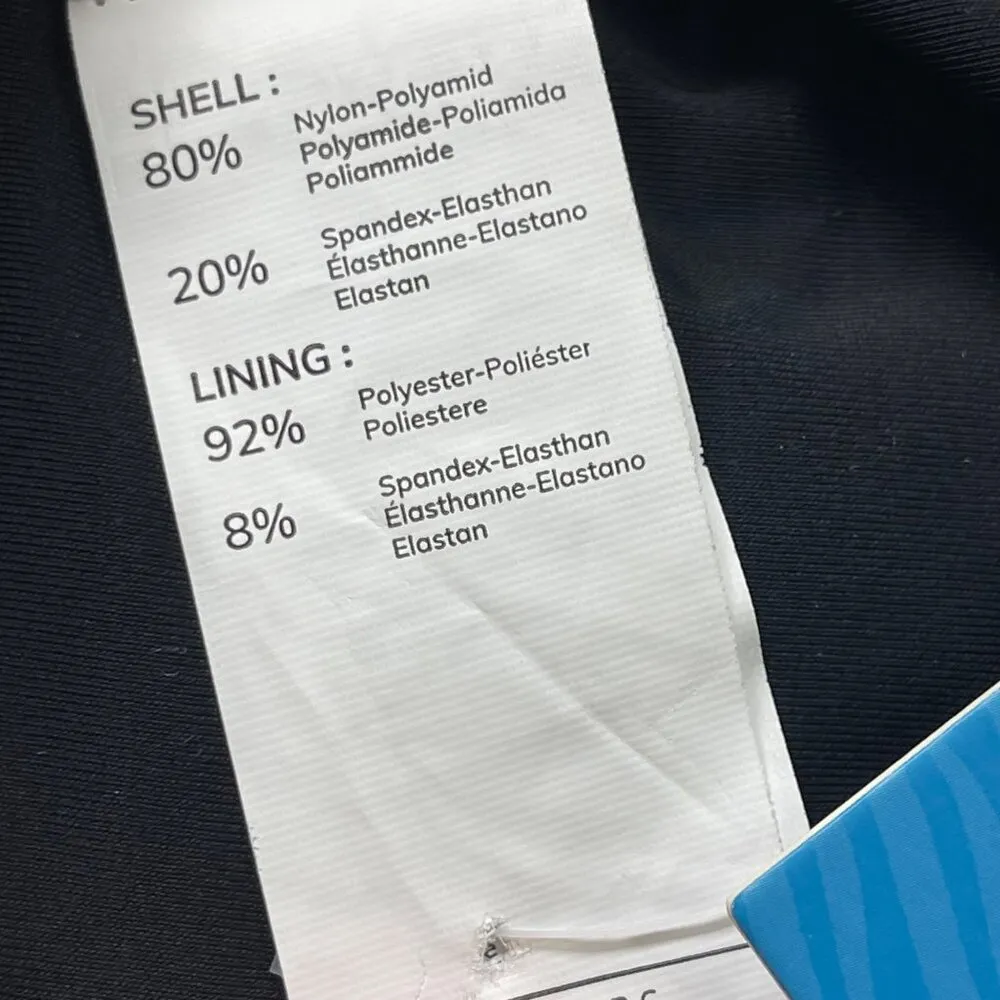 SHELL :
80% Nylon-Polyamid
Polyamide-Poliamida
Poliammide
20% Spandex-Elasthan
Élasthanne-Elastano
Elastan
LINING :
92% Polyester-Poliéster
Poliestere
8% Spandex-Elasthan
Élasthanne-Elastano
Elastan